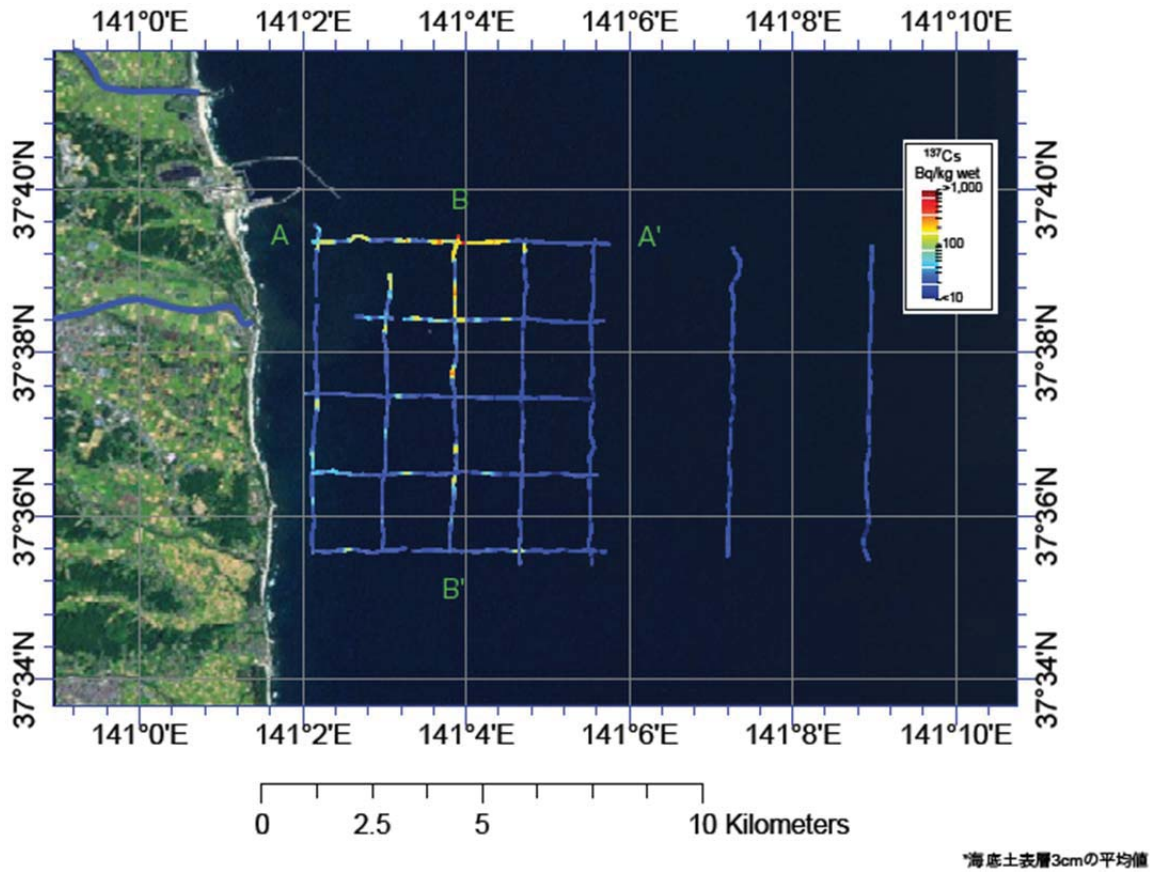 141°0'E 141°2'E 141°4'E 141°6'E 141°8'E 141°10'E
37°40'N 37°40'N
37°38'N 37°38'N
37°36'N 37°36'N
37°34'N 37°34'N
¹³⁷Cs
Bq/kg wet
>1,000
100
<10
B
A A'
B'
141°0'E 141°2'E 141°4'E 141°6'E 141°8'E 141°10'E
0 2.5 5 10 Kilometers
*海底土表層3cmの平均値